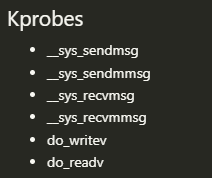 Kprobes
• __sys_sendmsg
• __sys_sendmmsg
• __sys_recvmsg
• __sys_recvmmsg
• do_writev
• do_readv